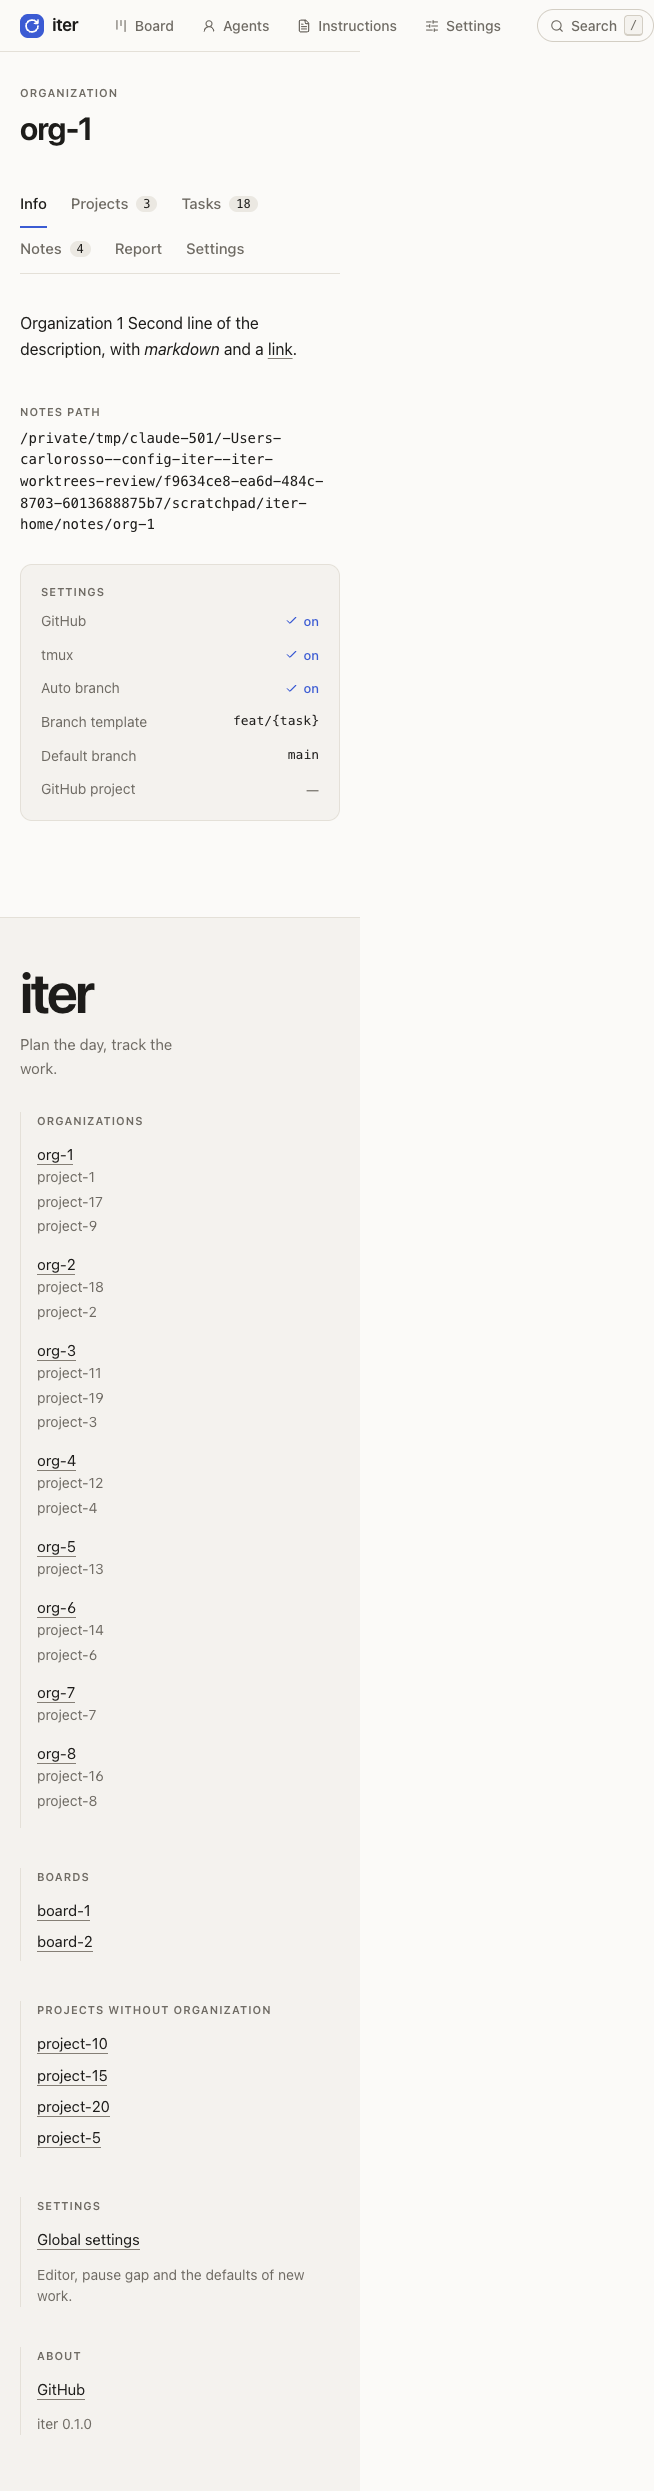 iter Board Agents Instructions Settings Search /
ORGANIZATION
org-1
Info Projects 3 Tasks 18
Notes 4 Report Settings
Organization 1 Second line of the
description, with markdown and a link.
NOTES PATH
/private/tmp/claude-501/-Users-
carlorosso--config-iter--iter-
worktrees-review/f9634ce8-ea6d-484c-
8703-6013688875b7/scratchpad/iter-
home/notes/org-1
SETTINGS
GitHub on
tmux on
Auto branch on
Branch template feat/{task}
Default branch main
GitHub project —
iter
Plan the day, track the
work.
ORGANIZATIONS
org-1
project-1
project-17
project-9
org-2
project-18
project-2
org-3
project-11
project-19
project-3
org-4
project-12
project-4
org-5
project-13
org-6
project-14
project-6
org-7
project-7
org-8
project-16
project-8
BOARDS
board-1
board-2
PROJECTS WITHOUT ORGANIZATION
project-10
project-15
project-20
project-5
SETTINGS
Global settings
Editor, pause gap and the defaults of new
work.
ABOUT
GitHub
iter 0.1.0